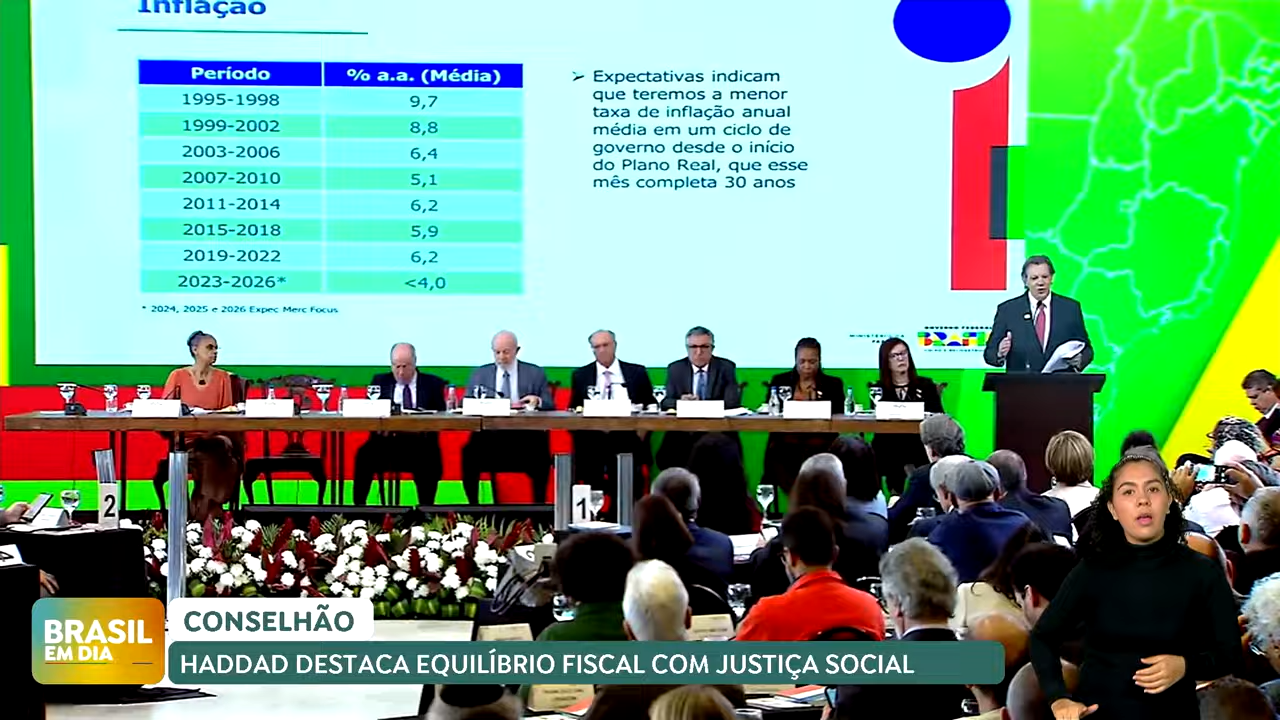 Inflação
Período % a.a. (Média)
1995-1998 9,7
1999-2002 8,8
2003-2006 6,4
2007-2010 5,1
2011-2014 6,2
2015-2018 5,9
2019-2022 6,2
2023-2026* <4,0
* 2024, 2025 e 2026 Expec Merc Focus
➢ Expectativas indicam
que teremos a menor
taxa de inflação anual
média em um ciclo de
governo desde o início
do Plano Real, que esse
mês completa 30 anos
GOVERNO FEDERAL
BRASIL
2
1
BRASIL
EM DIA
CONSELHÃO
HADDAD DESTACA EQUILÍBRIO FISCAL COM JUSTIÇA SOCIAL